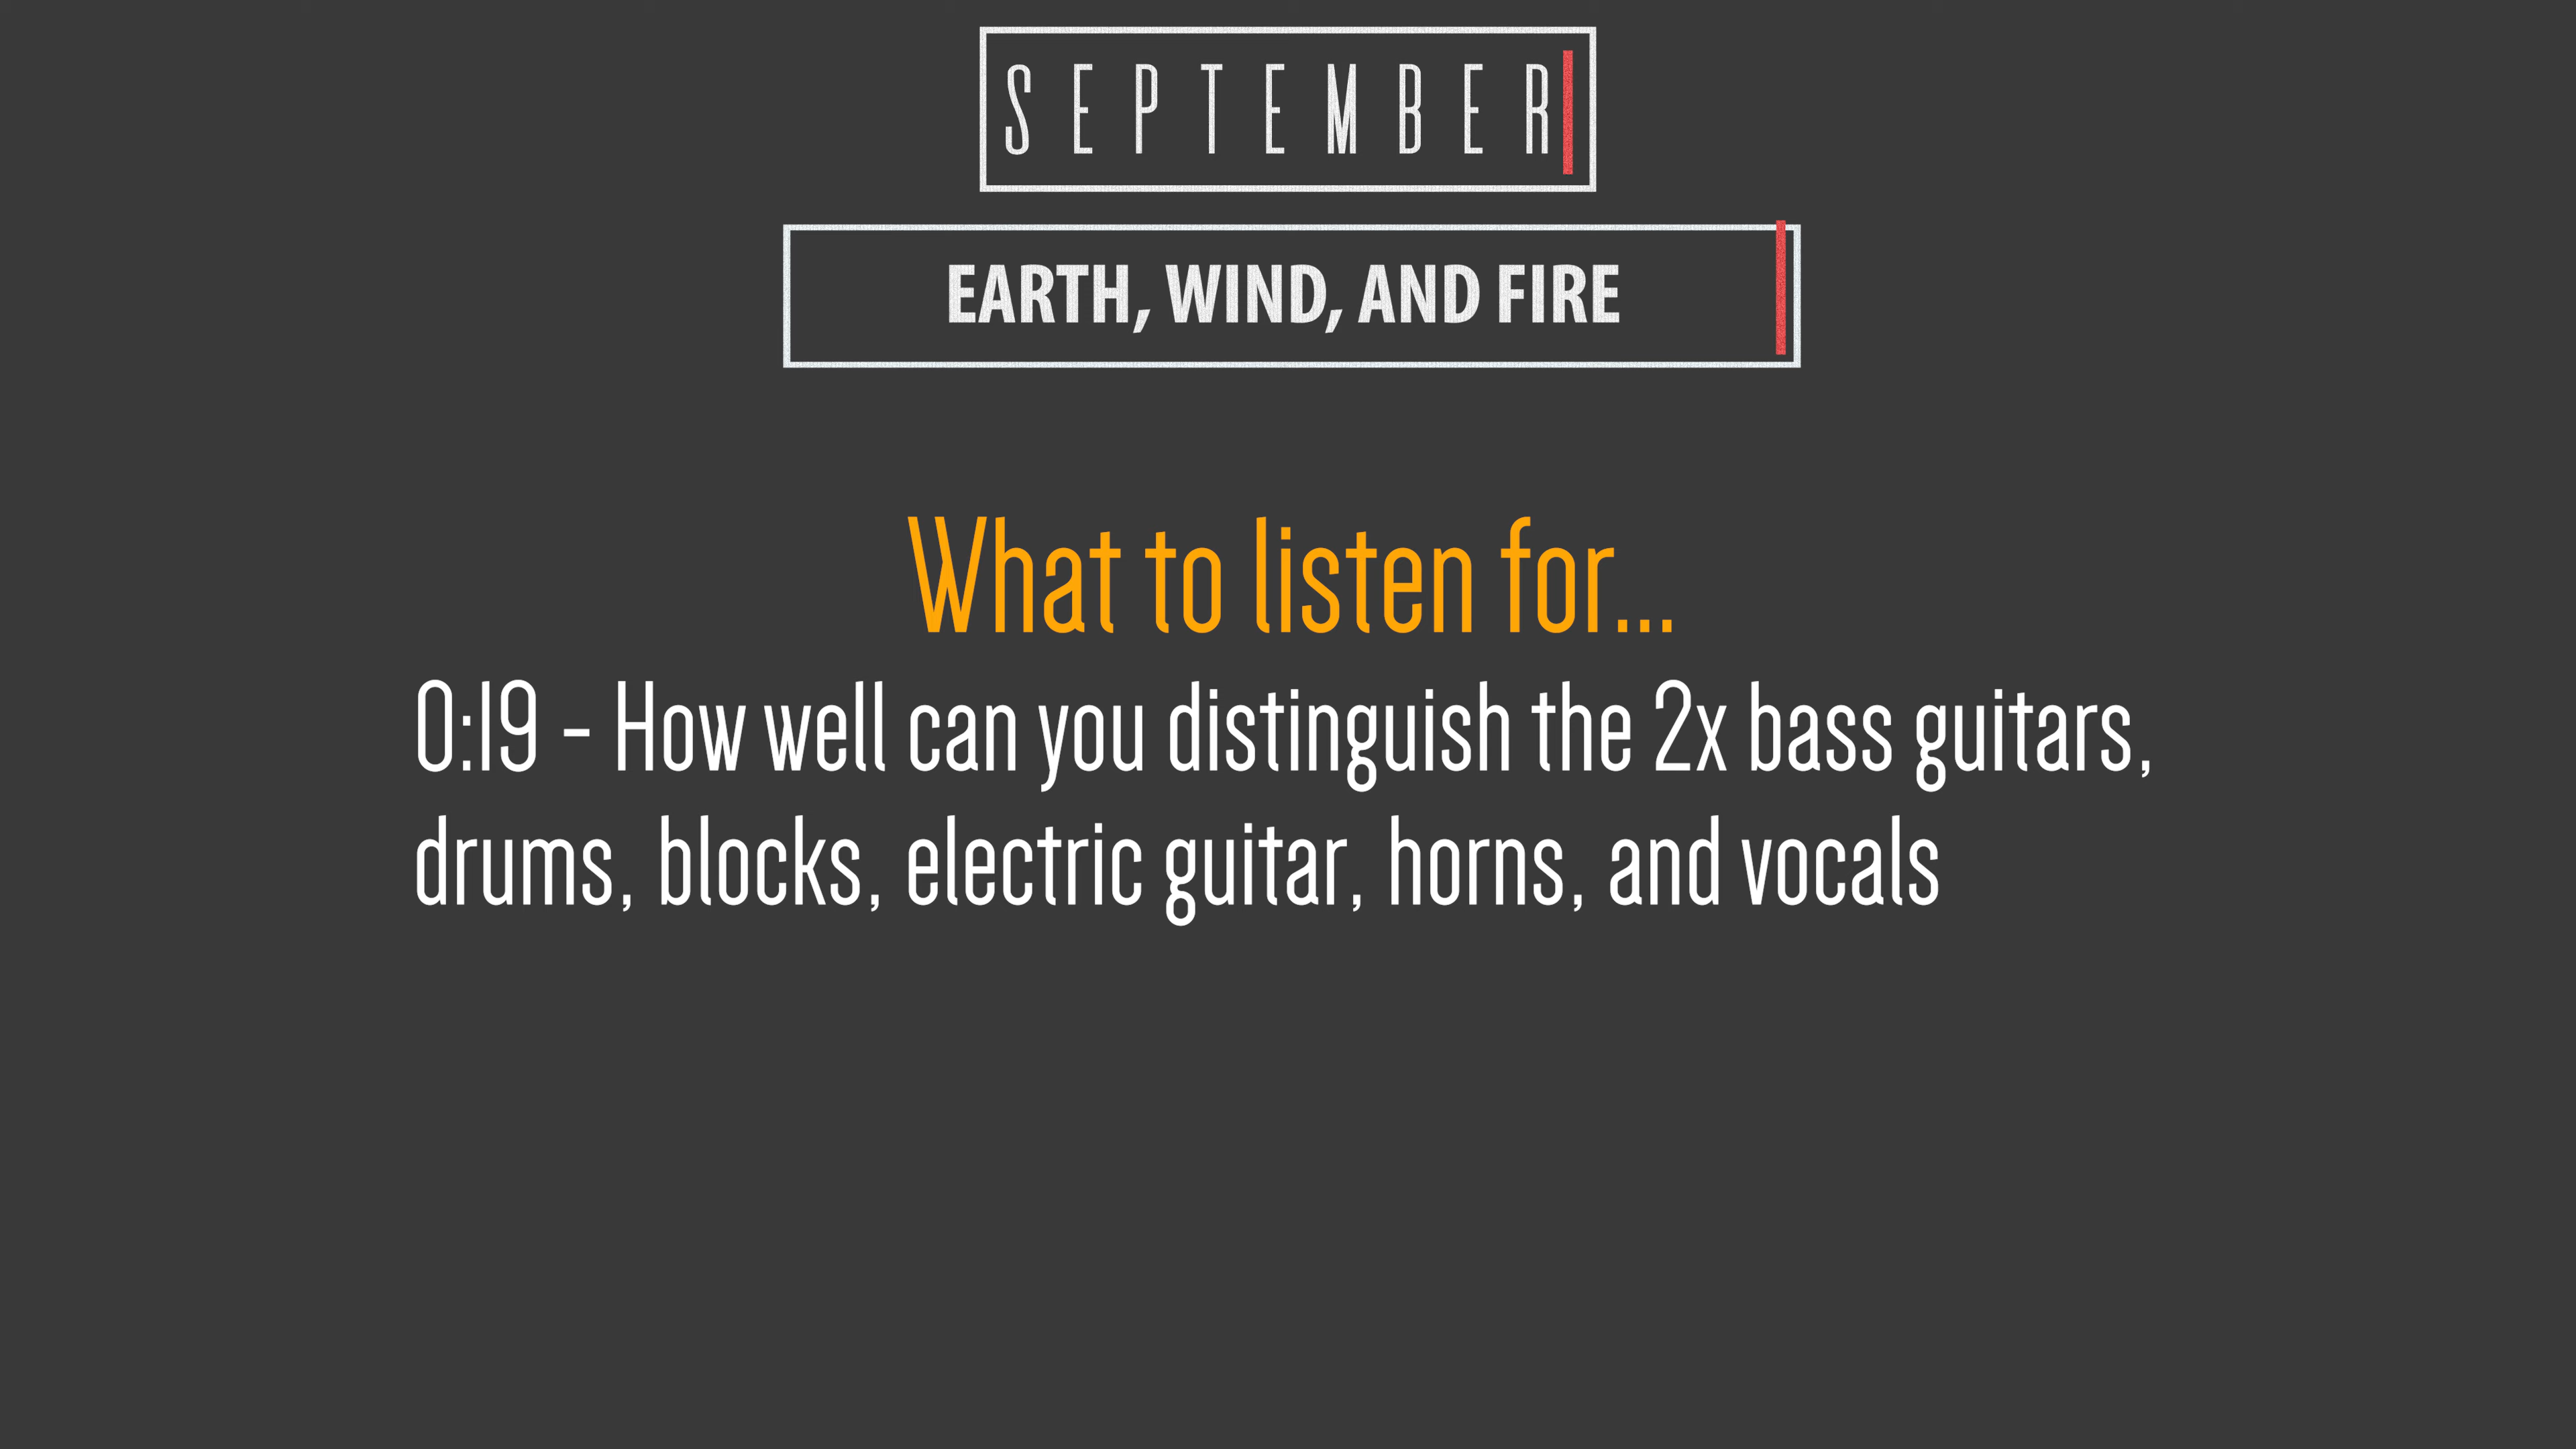 SEPTEMBER
EARTH, WIND, AND FIRE
What to listen for...
0:19 - How well can you distinguish the 2x bass guitars,
drums, blocks, electric guitar, horns, and vocals